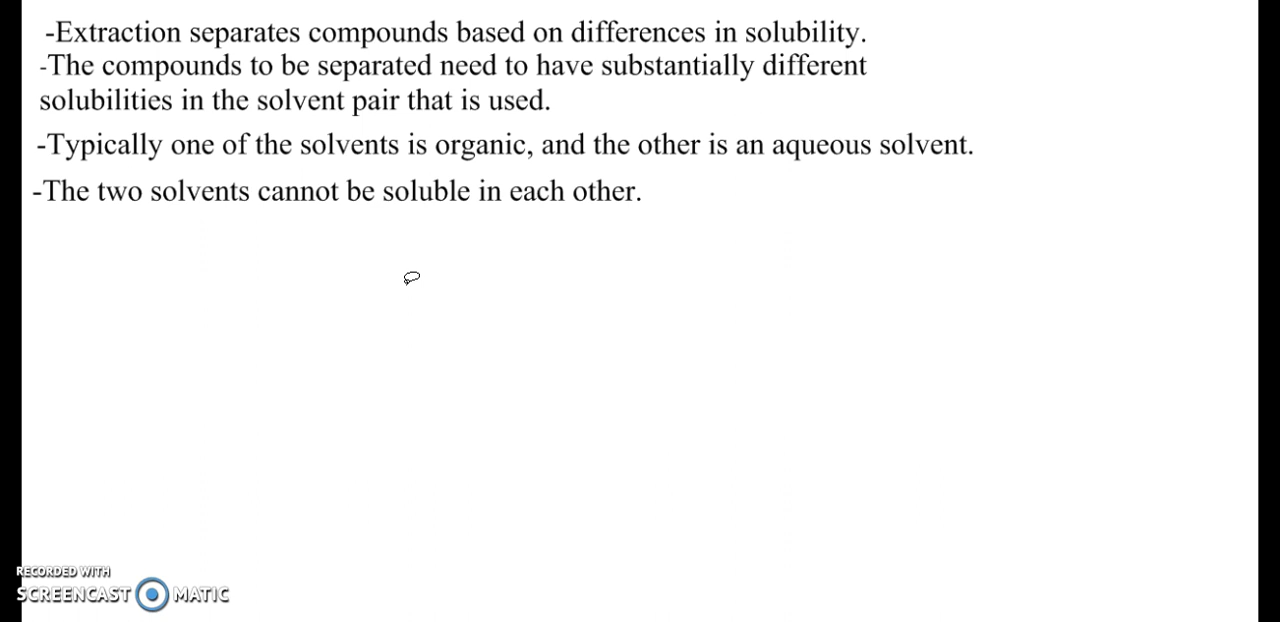 -Extraction separates compounds based on differences in solubility.
-The compounds to be separated need to have substantially different
solubilities in the solvent pair that is used.
-Typically one of the solvents is organic, and the other is an aqueous solvent.
-The two solvents cannot be soluble in each other.
RECORDED WITH
SCREENCAST MATIC